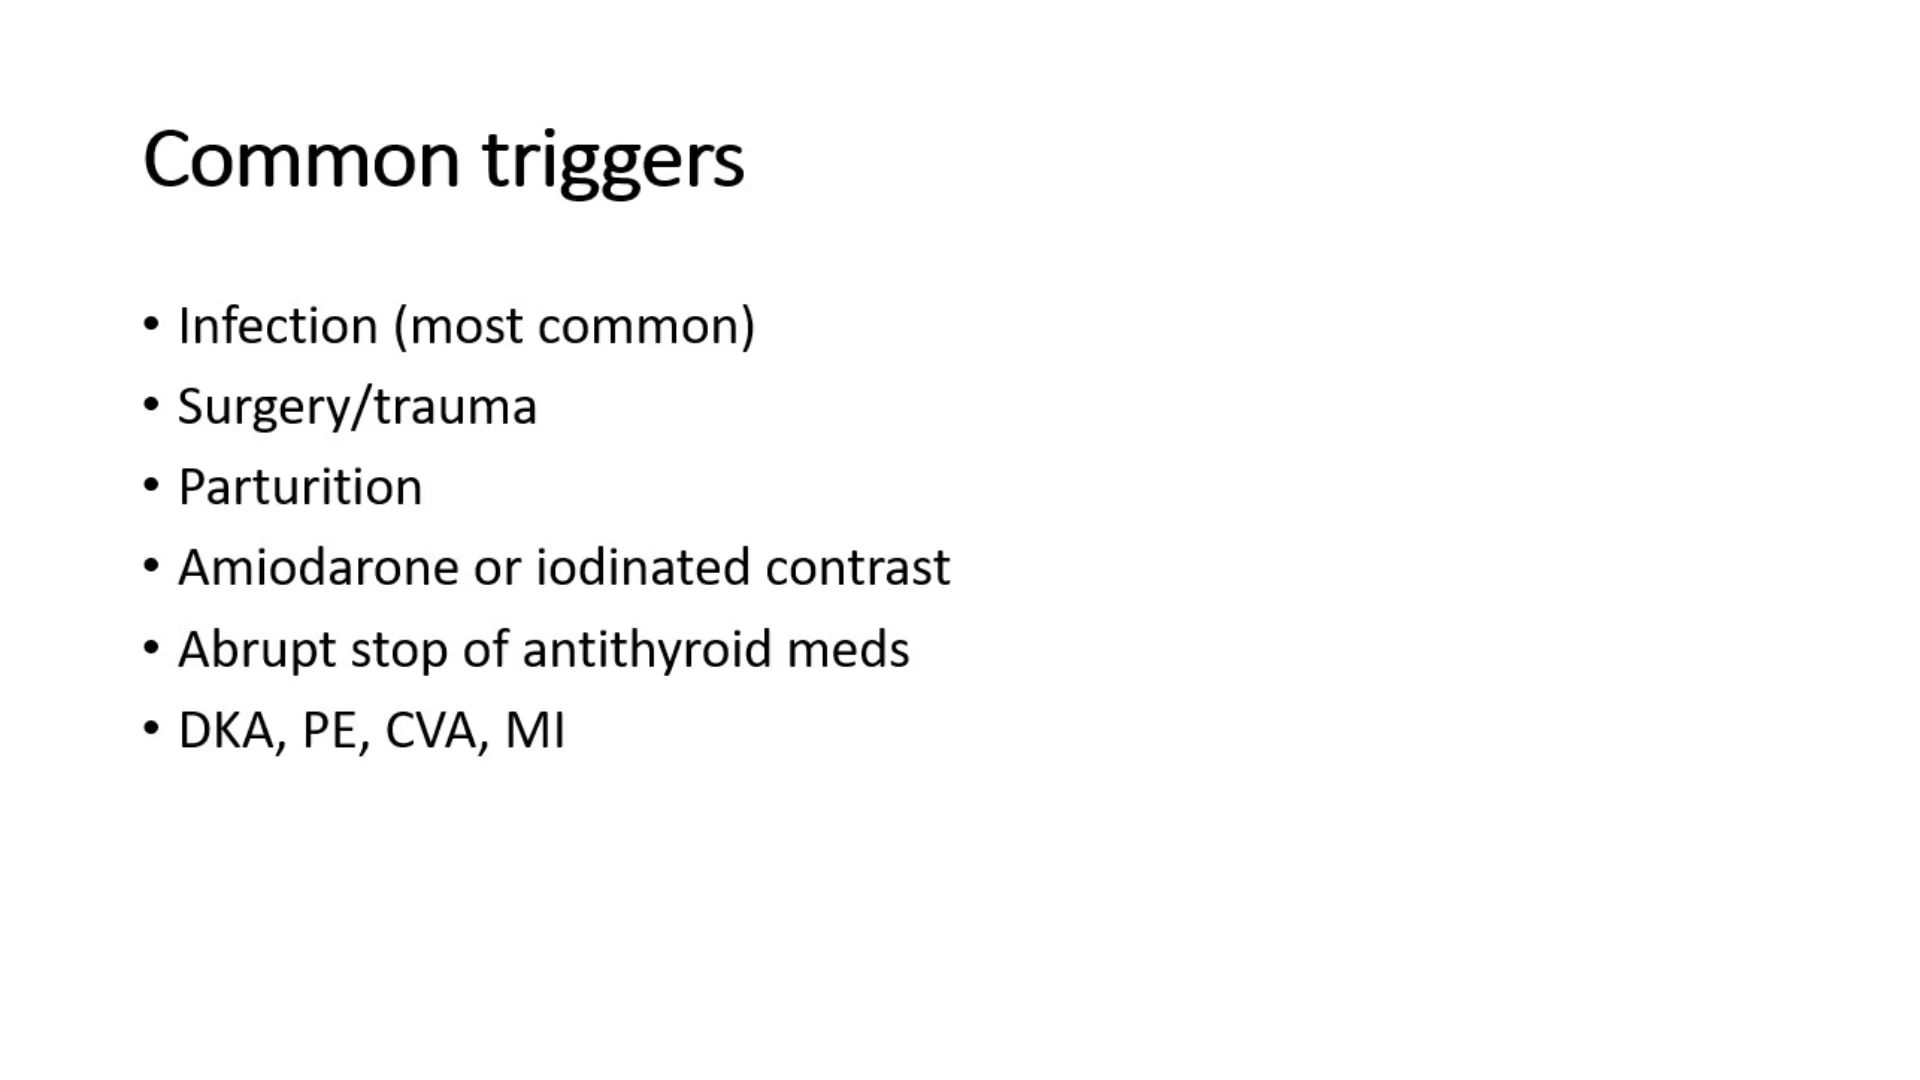 Common triggers
• Infection (most common)
• Surgery/trauma
• Parturition
• Amiodarone or iodinated contrast
• Abrupt stop of antithyroid meds
• DKA, PE, CVA, MI